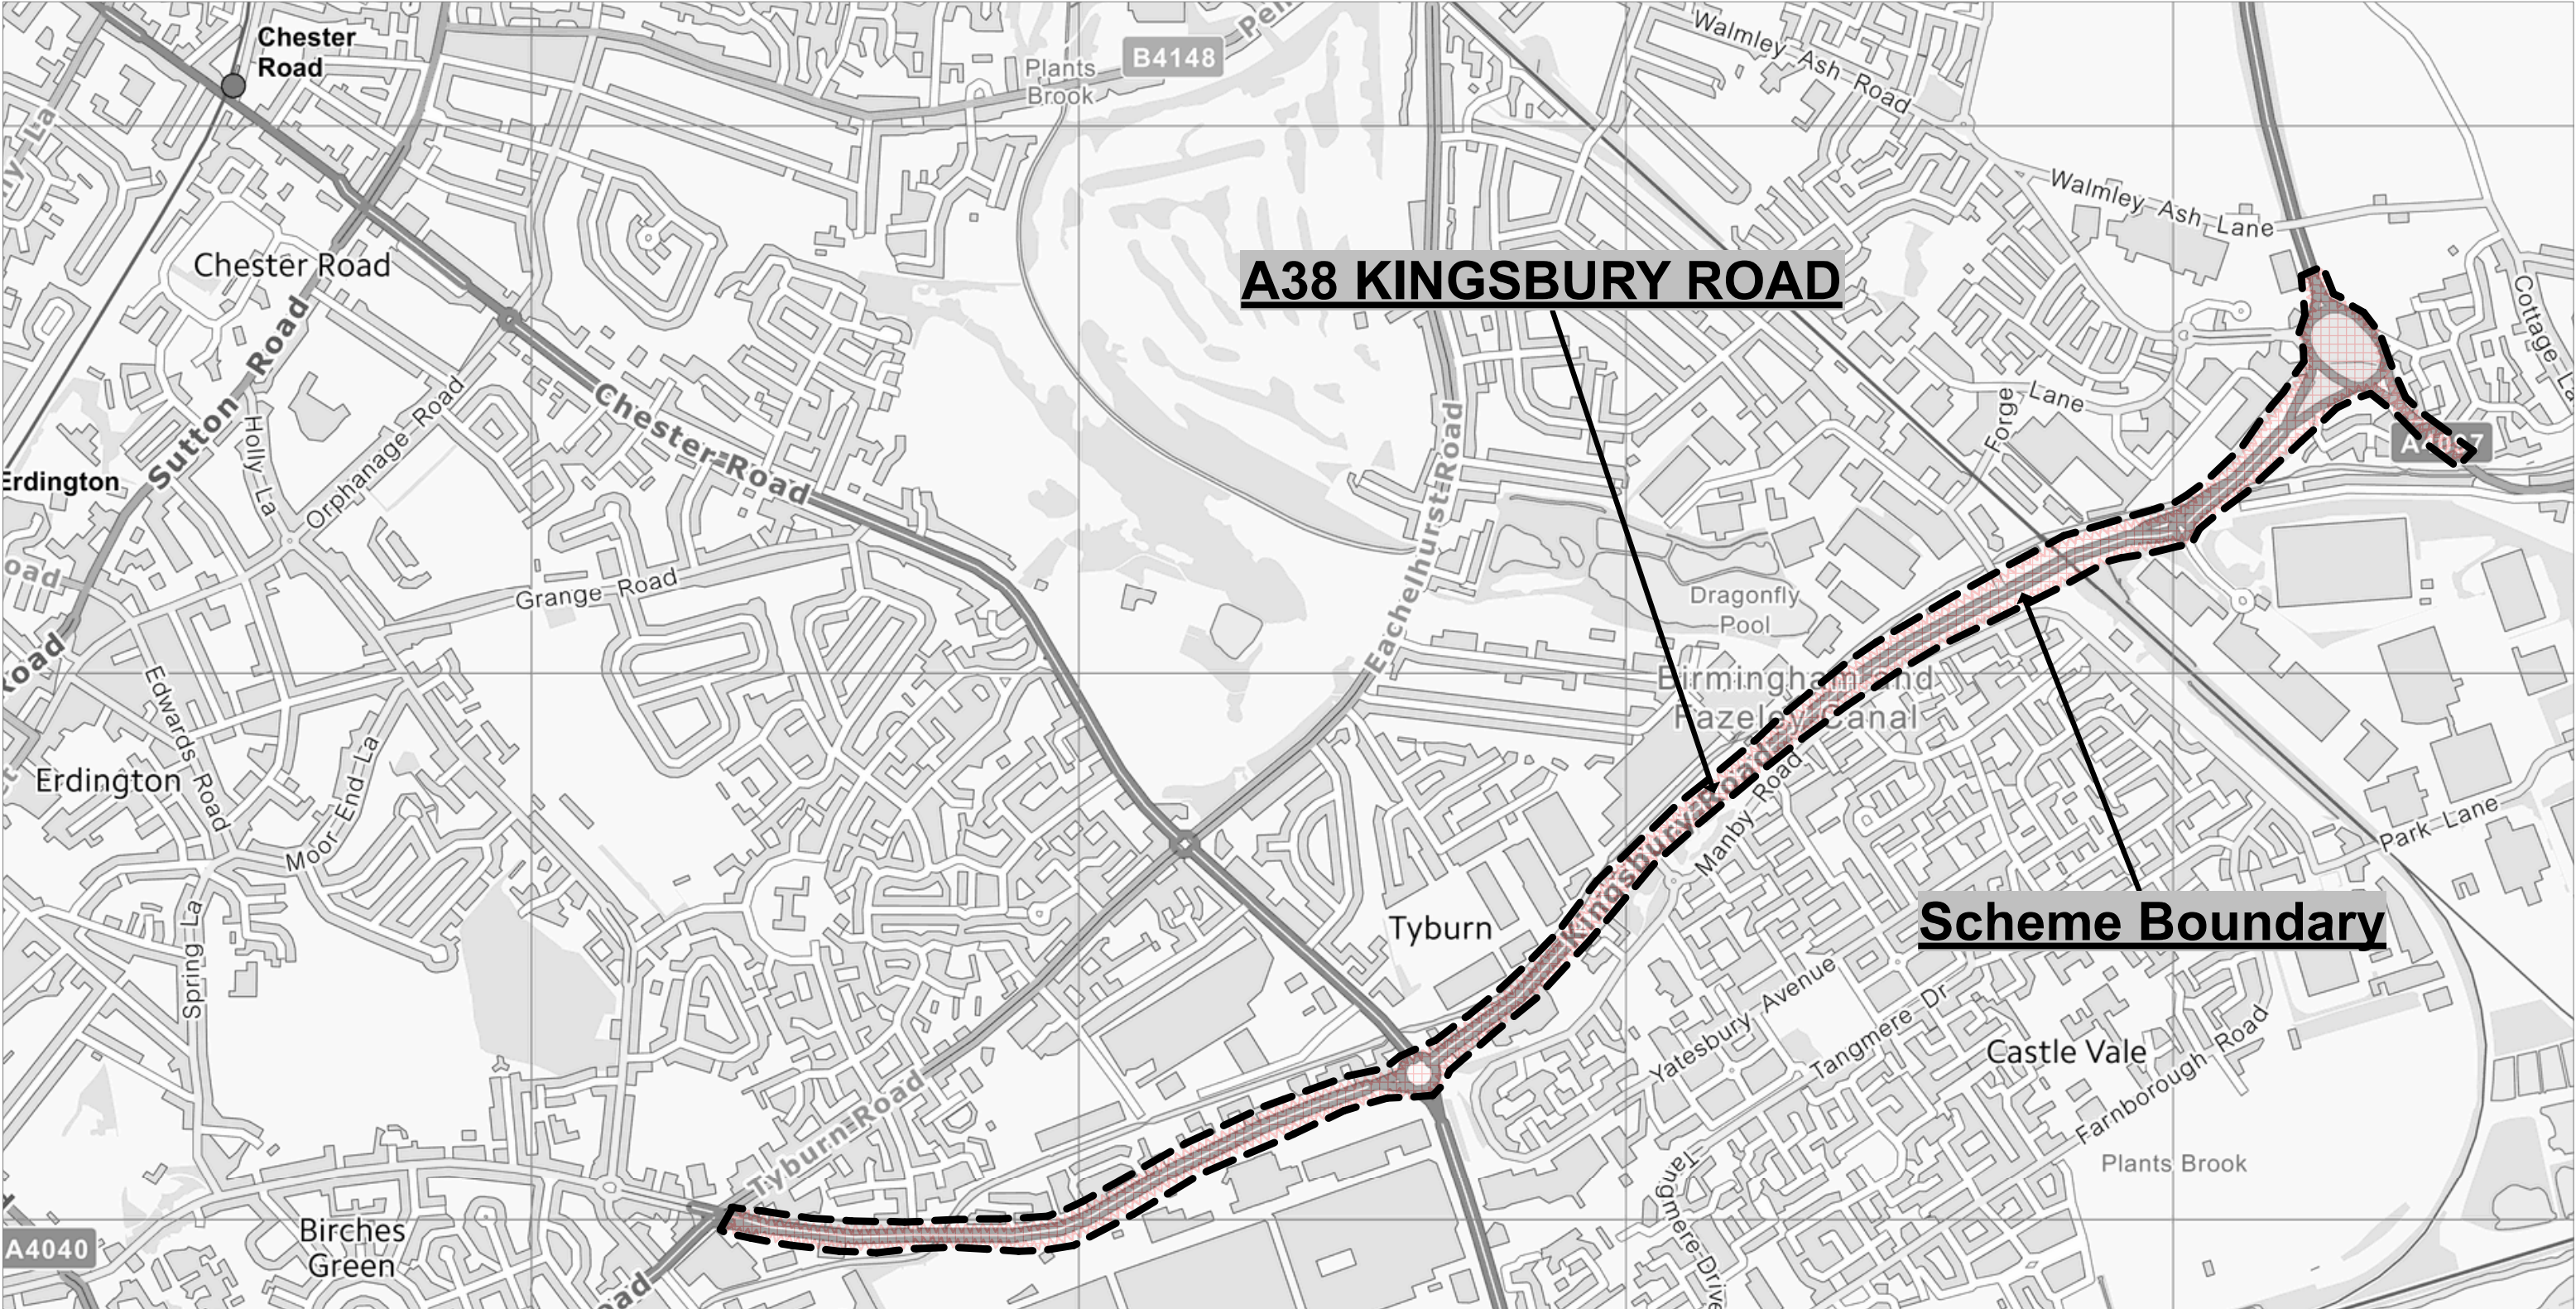 Chester
Road
B4148
Plants
Brook
Walmley Ash Road
Walmley Ash Lane
Chester Road
A38 KINGSBURY ROAD
Sutton Road
Holly La
Orphanage Road
Chester Road
Eachelhurst Road
Forge
Lane
Cottage La
Erdington
Grange Road
Dragonfly
Pool
Birmingham and
Fazeley Canal
Road
Edwards Road
Moor End La
Erdington
Kingsbury Road
Manby Road
Park Lane
Spring La
Tyburn
Scheme Boundary
Yatesbury Avenue
Tangmere Dr
Castle Vale
Farnborough Road
Tyburn Road
Plants Brook
Tangmere Drive
Birches
Green
A4040